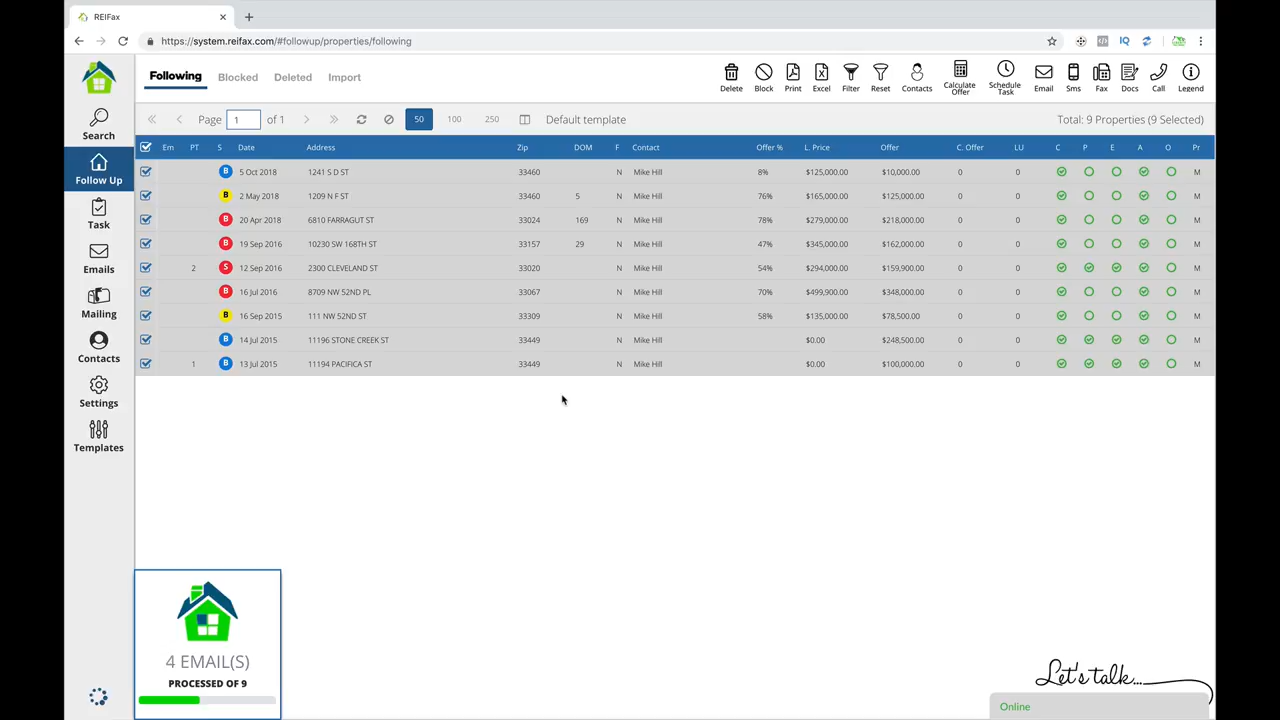 REIFax
https://system.reifax.com/#followup/properties/following
Following Blocked Deleted Import
Delete Block Print Excel Filter Reset Contacts Calculate Offer Schedule Task Email Sms Fax Docs Call Legend
Search
Follow Up
Task
Emails
Mailing
Contacts
Settings
Templates
Page 1 of 1 50 100 250 Default template Total: 9 Properties (9 Selected)
Em PT S Date Address Zip DOM F Contact Offer % L. Price Offer C. Offer LU C P E A O Pr
B 5 Oct 2018 1241 S D ST 33460 N Mike Hill 8% $125,000.00 $10,000.00 0 0 M
B 2 May 2018 1209 N F ST 33460 5 N Mike Hill 76% $165,000.00 $125,000.00 0 0 M
B 20 Apr 2018 6810 FARRAGUT ST 33024 169 N Mike Hill 78% $279,000.00 $218,000.00 0 0 M
B 19 Sep 2016 10230 SW 168TH ST 33157 29 N Mike Hill 47% $345,000.00 $162,000.00 0 0 M
2 S 12 Sep 2016 2300 CLEVELAND ST 33020 N Mike Hill 54% $294,000.00 $159,900.00 0 0 M
B 16 Jul 2016 8709 NW 52ND PL 33067 N Mike Hill 70% $499,900.00 $348,000.00 0 0 M
B 16 Sep 2015 111 NW 52ND ST 33309 N Mike Hill 58% $135,000.00 $78,500.00 0 0 M
B 14 Jul 2015 11196 STONE CREEK ST 33449 N Mike Hill $0.00 $248,500.00 0 0 M
1 B 13 Jul 2015 11194 PACIFICA ST 33449 N Mike Hill $0.00 $100,000.00 0 0 M
4 EMAIL(S)
PROCESSED OF 9
Let's talk...
Online